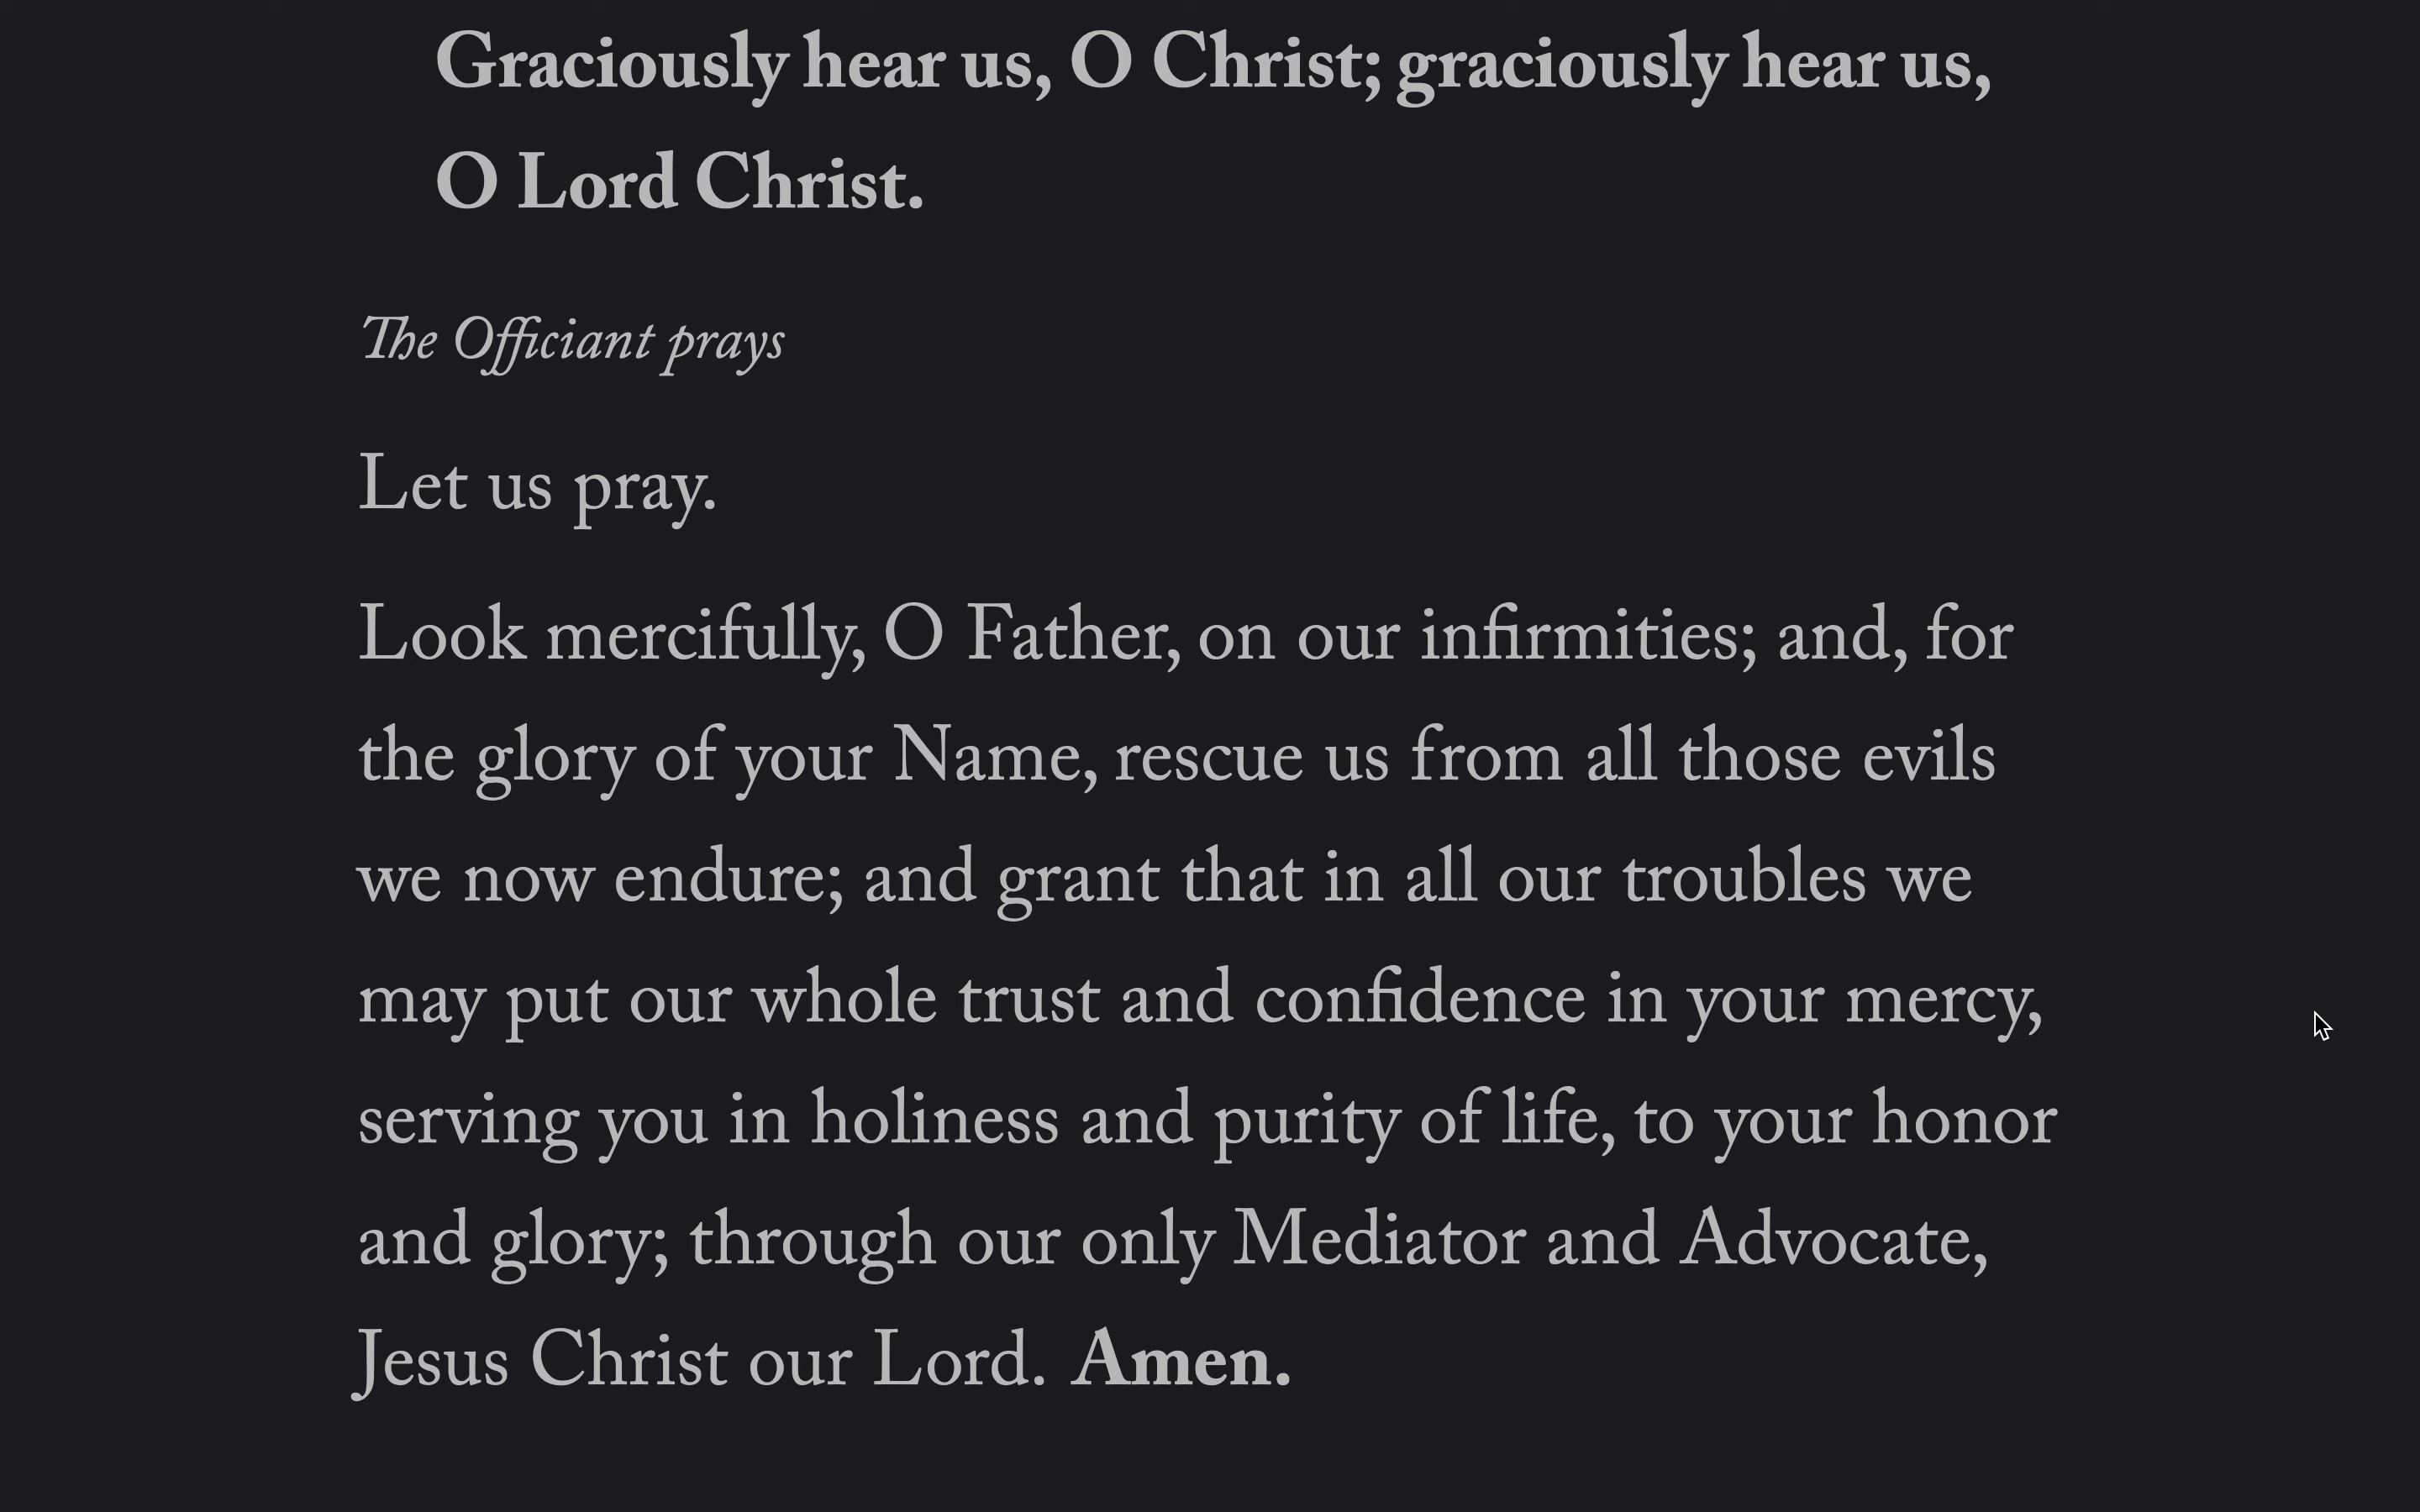 Graciously hear us, O Christ; graciously hear us,
O Lord Christ.
The Officiant prays
Let us pray.
Look mercifully, O Father, on our infirmities; and, for
the glory of your Name, rescue us from all those evils
we now endure; and grant that in all our troubles we
may put our whole trust and confidence in your mercy,
serving you in holiness and purity of life, to your honor
and glory; through our only Mediator and Advocate,
Jesus Christ our Lord. Amen.